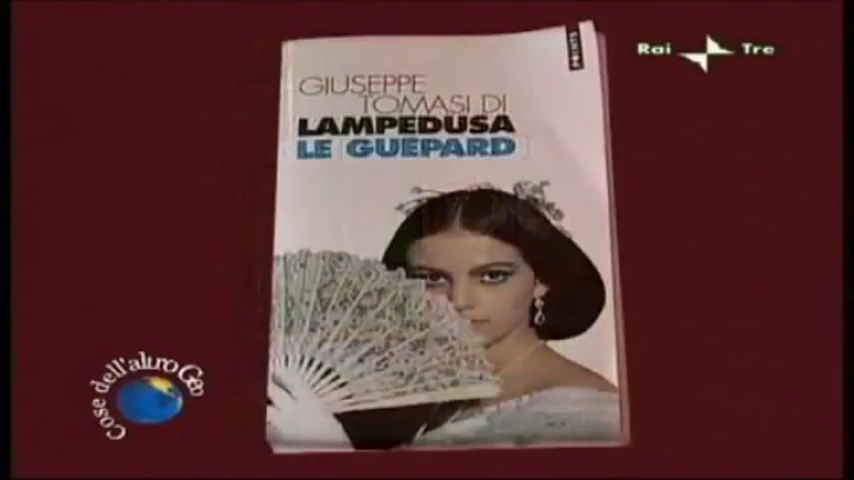 POINTS
GIUSEPPE
TOMASI DI
LAMPEDUSA
LE [GUEPARD]
Rai Tre
Cose dell'altro Geo